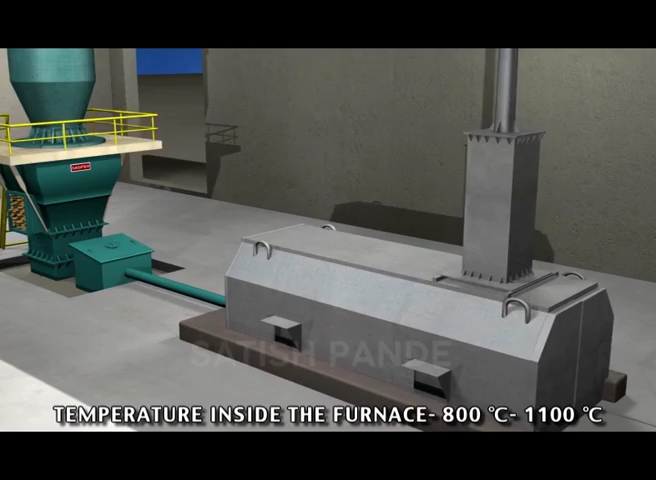 SATISH PANDE
TEMPERATURE INSIDE THE FURNACE- 800 °C- 1100 °C